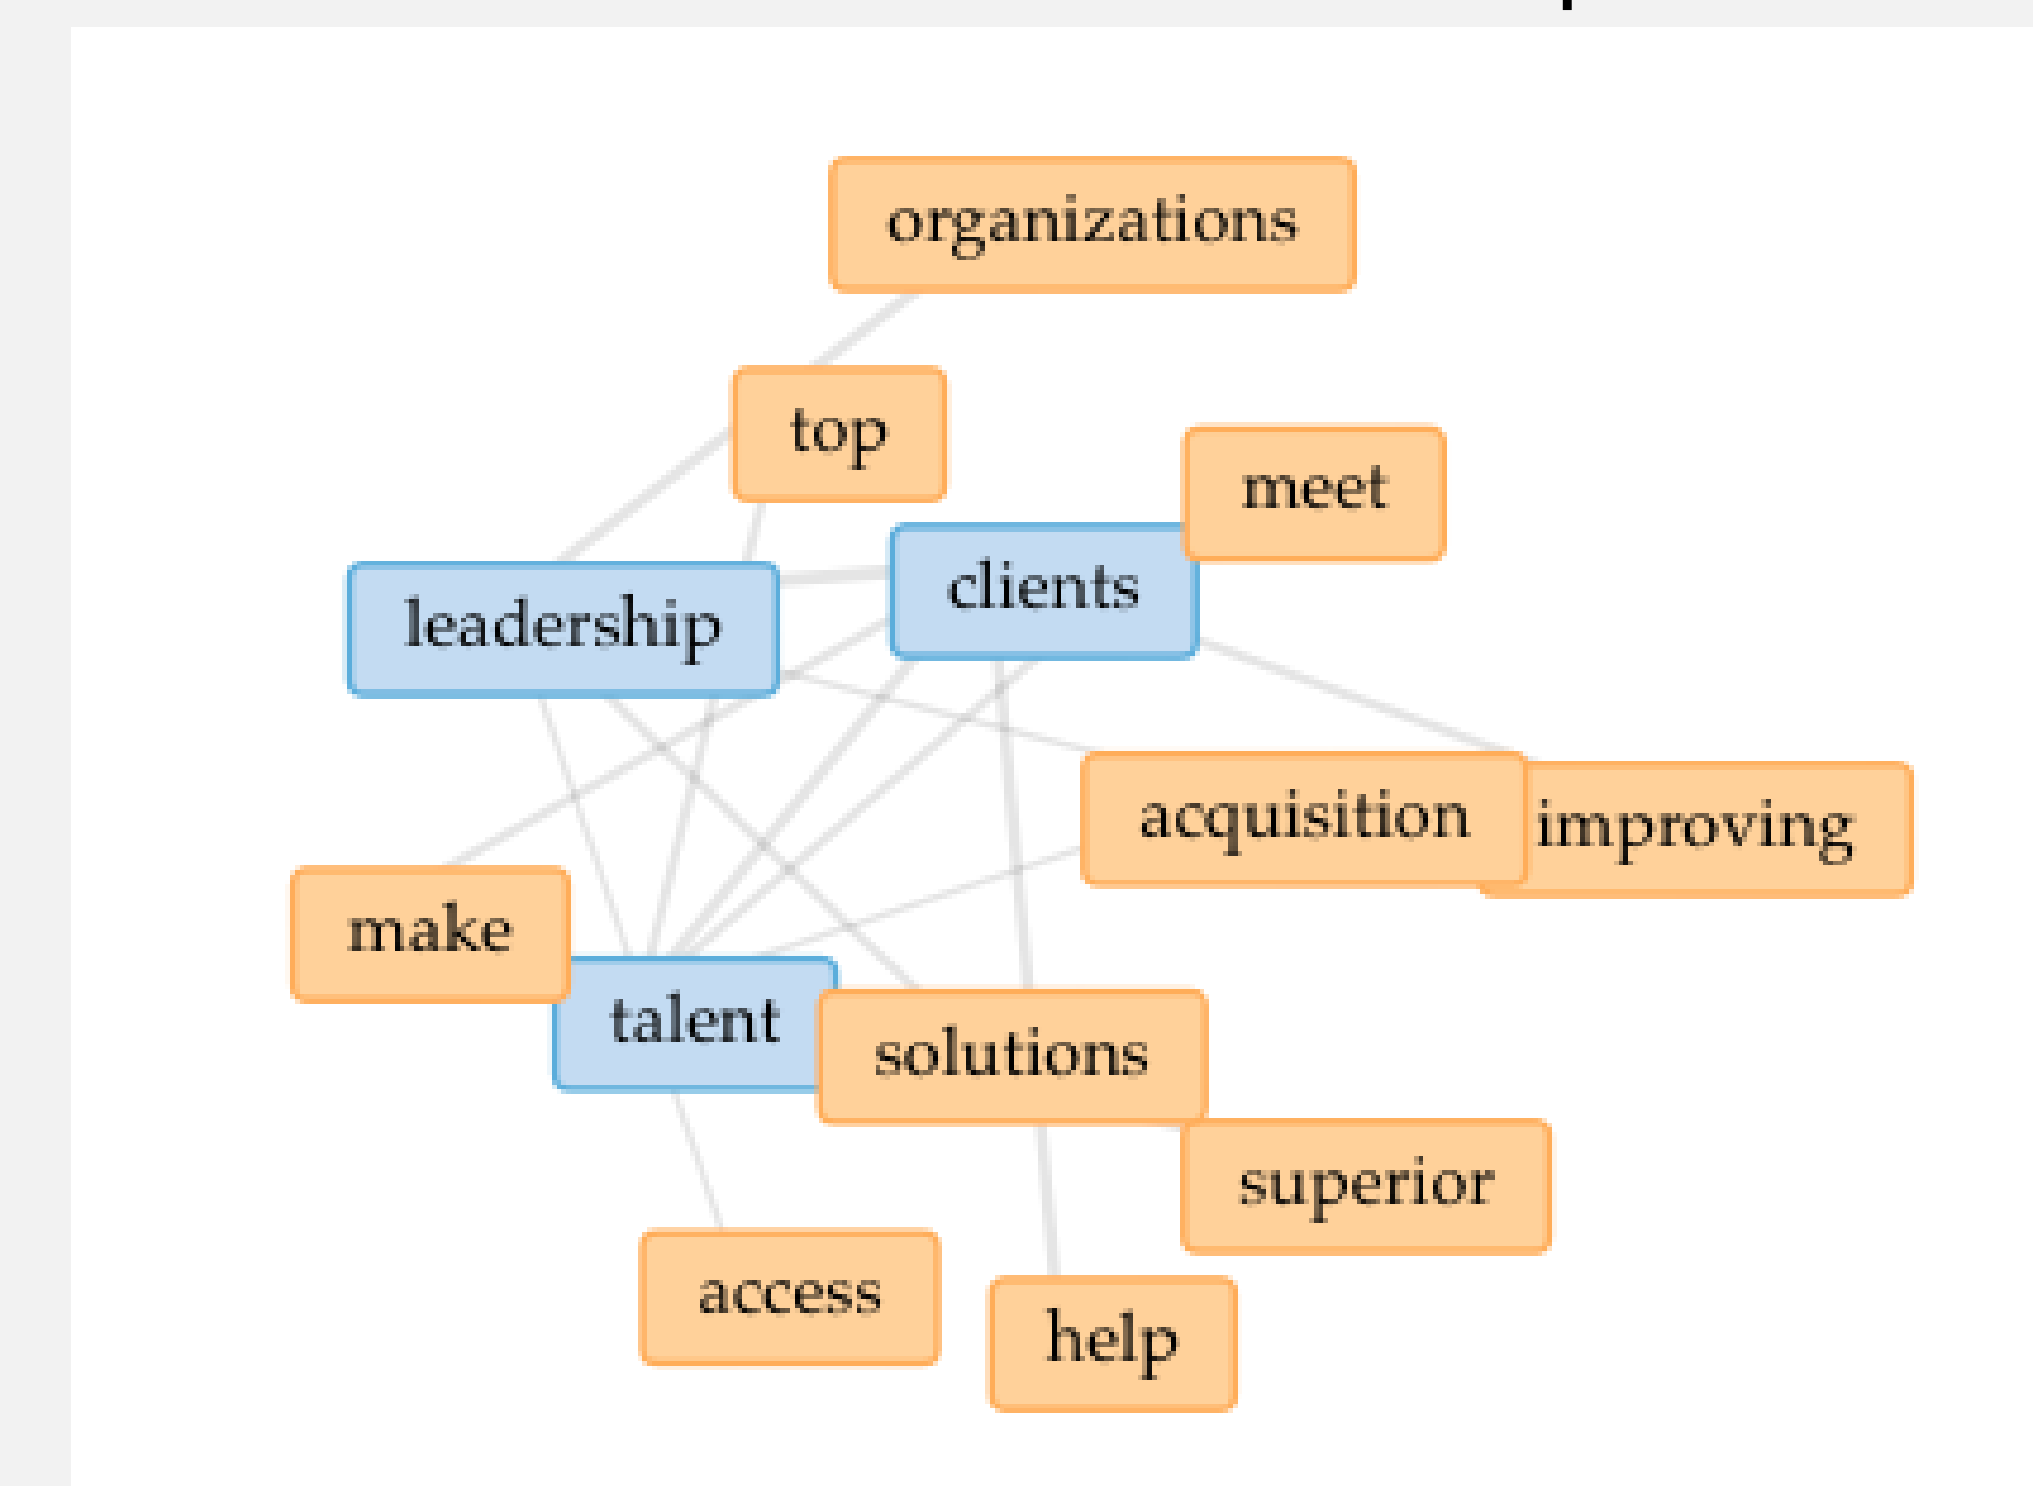 organizations
top
meet
clients
leadership
acquisition
improving
make
talent
solutions
superior
access
help